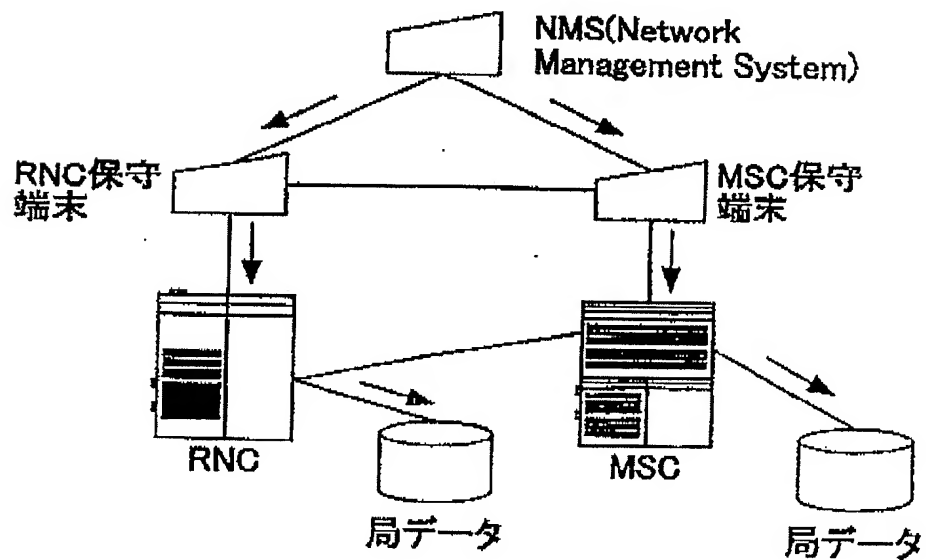 NMS(Network
Management System)
RNC保守
端末
MSC保守
端末
RNC
MSC
局データ
局データ